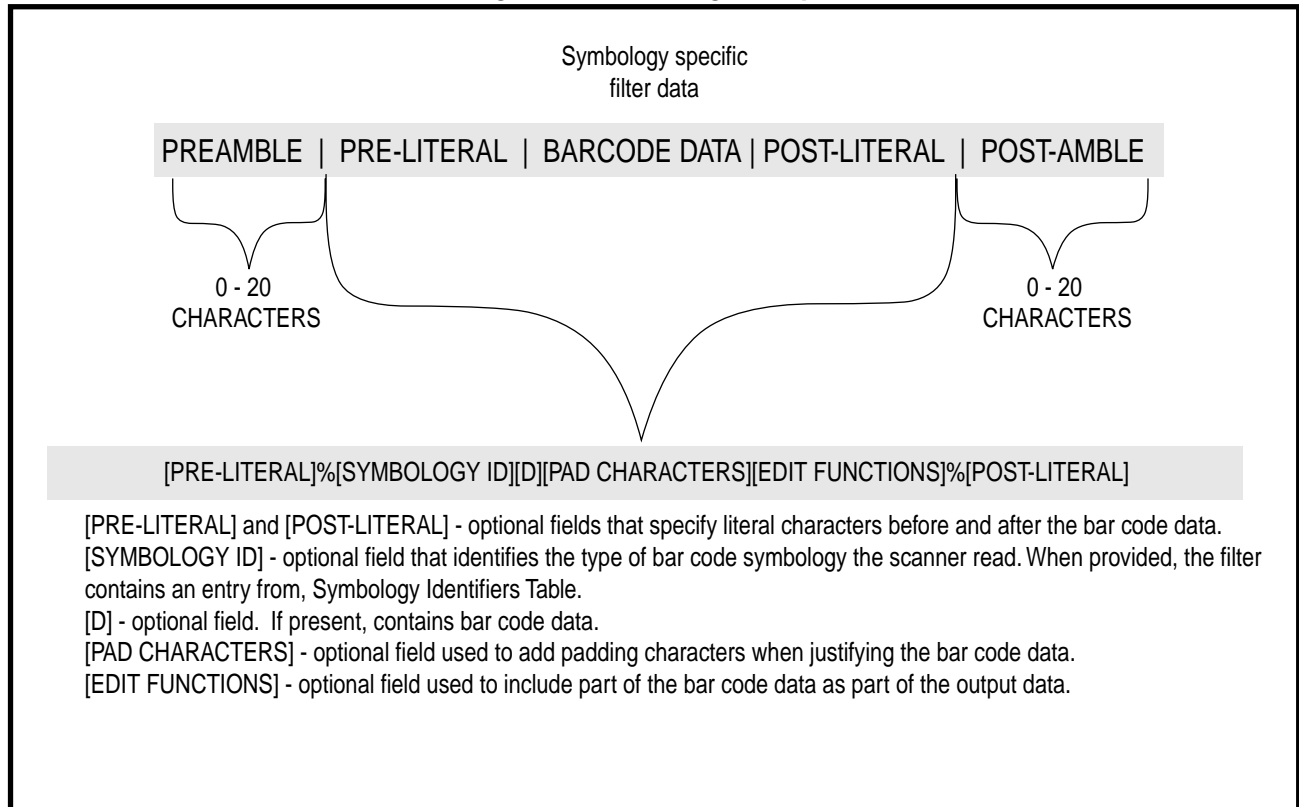 Symbology specific
filter data
PREAMBLE | PRE-LITERAL | BARCODE DATA | POST-LITERAL | POST-AMBLE
0 - 20
CHARACTERS
0 - 20
CHARACTERS
[PRE-LITERAL]%[SYMBOLOGY ID][D][PAD CHARACTERS][EDIT FUNCTIONS]%[POST-LITERAL]
[PRE-LITERAL] and [POST-LITERAL] - optional fields that specify literal characters before and after the bar code data.
[SYMBOLOGY ID] - optional field that identifies the type of bar code symbology the scanner read. When provided, the filter
contains an entry from, Symbology Identifiers Table.
[D] - optional field. If present, contains bar code data.
[PAD CHARACTERS] - optional field used to add padding characters when justifying the bar code data.
[EDIT FUNCTIONS] - optional field used to include part of the bar code data as part of the output data.